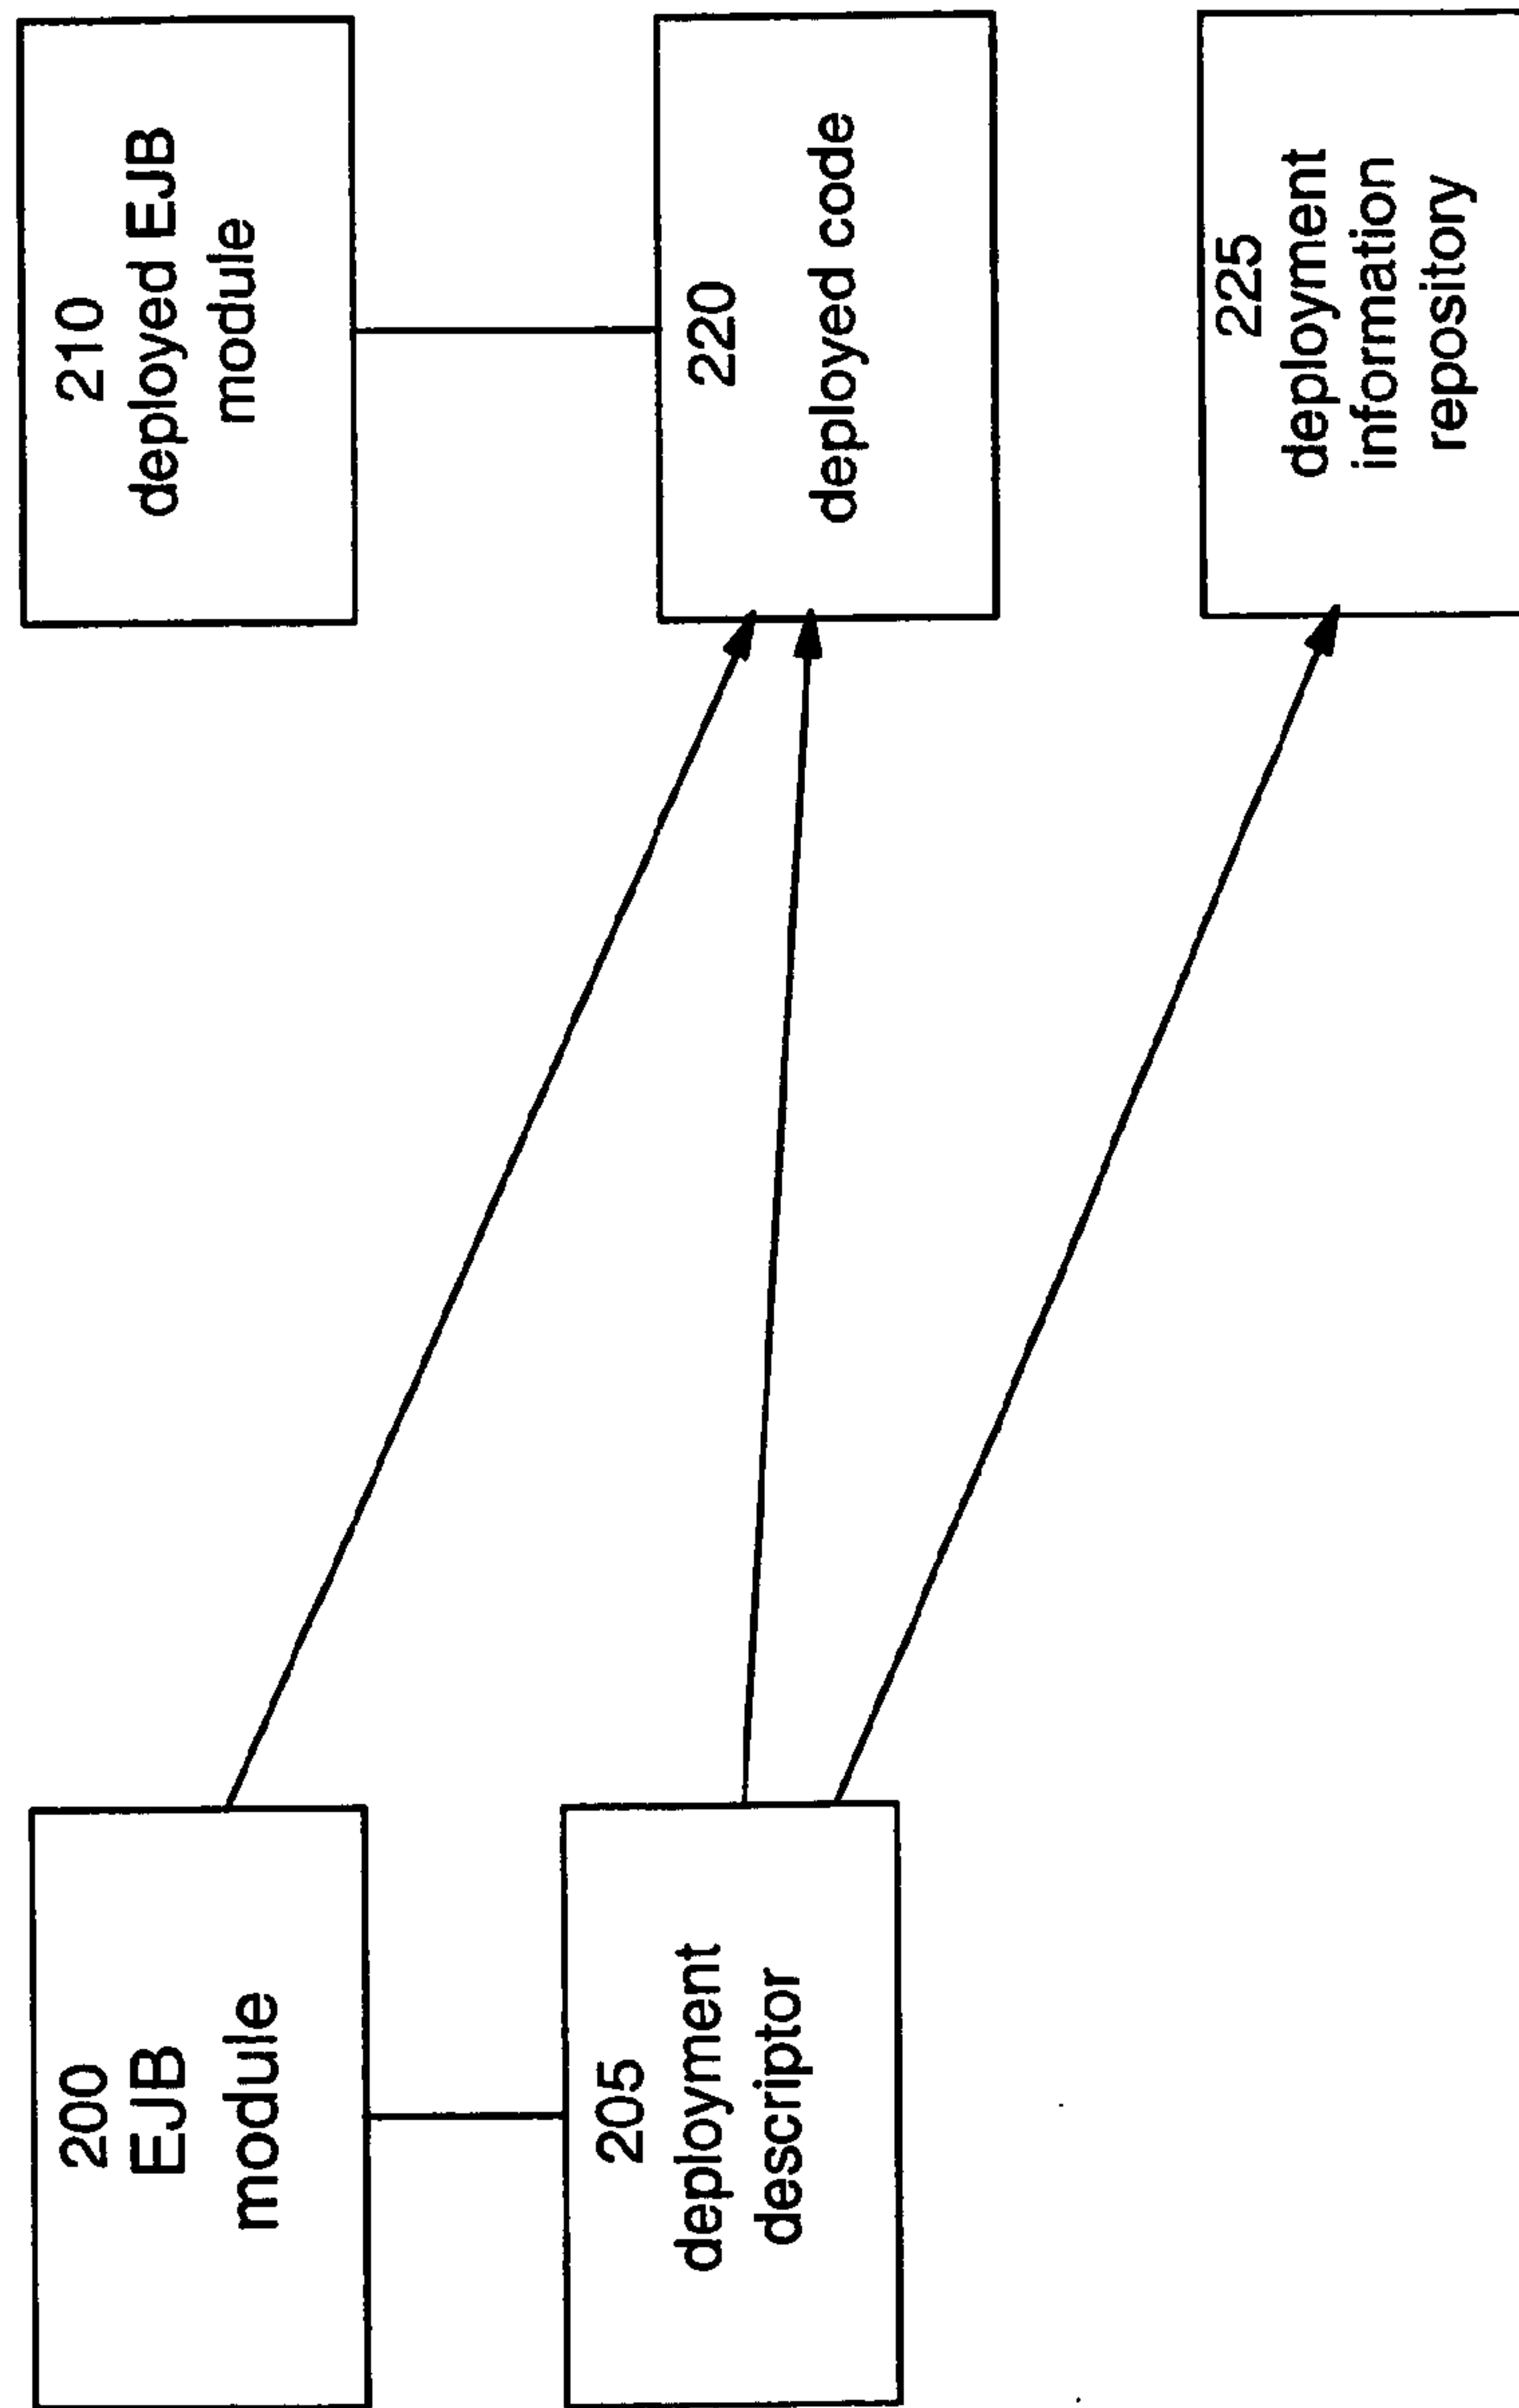 200
EJB
module
205
deployment
descriptor
210
deployed EJB
module
220
deployed code
225
deployment
information
repository